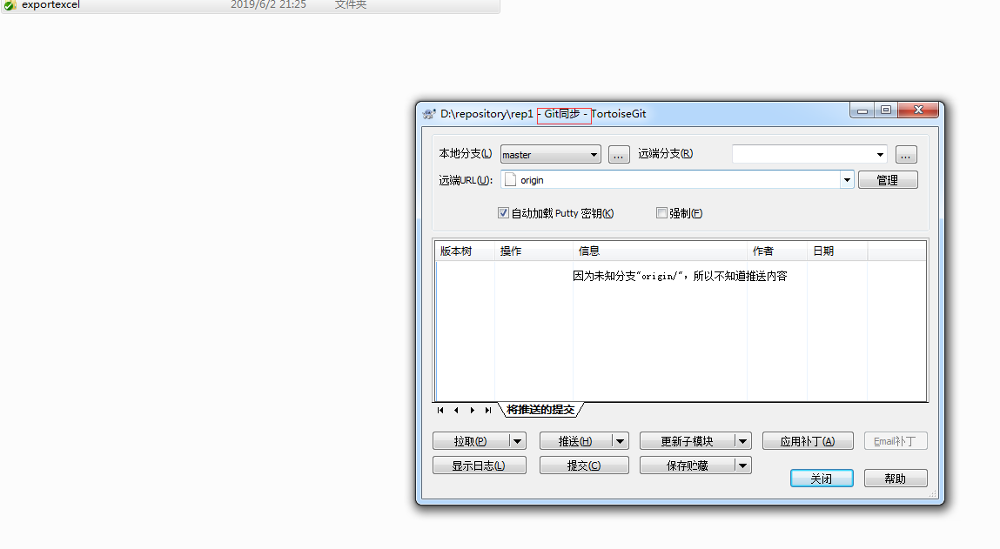 exportexcel 2019/6/2 21:25 文件夹
D:\repository\rep1 - Git同步 - TortoiseGit
本地分支(L) master ... 远端分支(R) ...
远端URL(U): origin 管理
自动加载 Putty 密钥(K) 强制(F)
版本树 操作 信息 作者 日期
因为未知分支"origin/"，所以不知道推送内容
将推送的提交
拉取(P) 推送(H) 更新子模块 应用补丁(A) Email补丁
显示日志(L) 提交(C) 保存贮藏
关闭 帮助